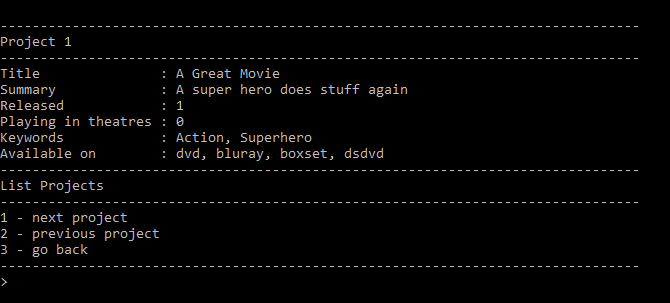 --------------------------------------------------------------------------------
Project 1
--------------------------------------------------------------------------------
Title               : A Great Movie
Summary             : A super hero does stuff again
Released            : 1
Playing in theatres : 0
Keywords            : Action, Superhero
Available on        : dvd, bluray, boxset, dsdvd
--------------------------------------------------------------------------------
List Projects
--------------------------------------------------------------------------------
1 - next project
2 - previous project
3 - go back
--------------------------------------------------------------------------------
>